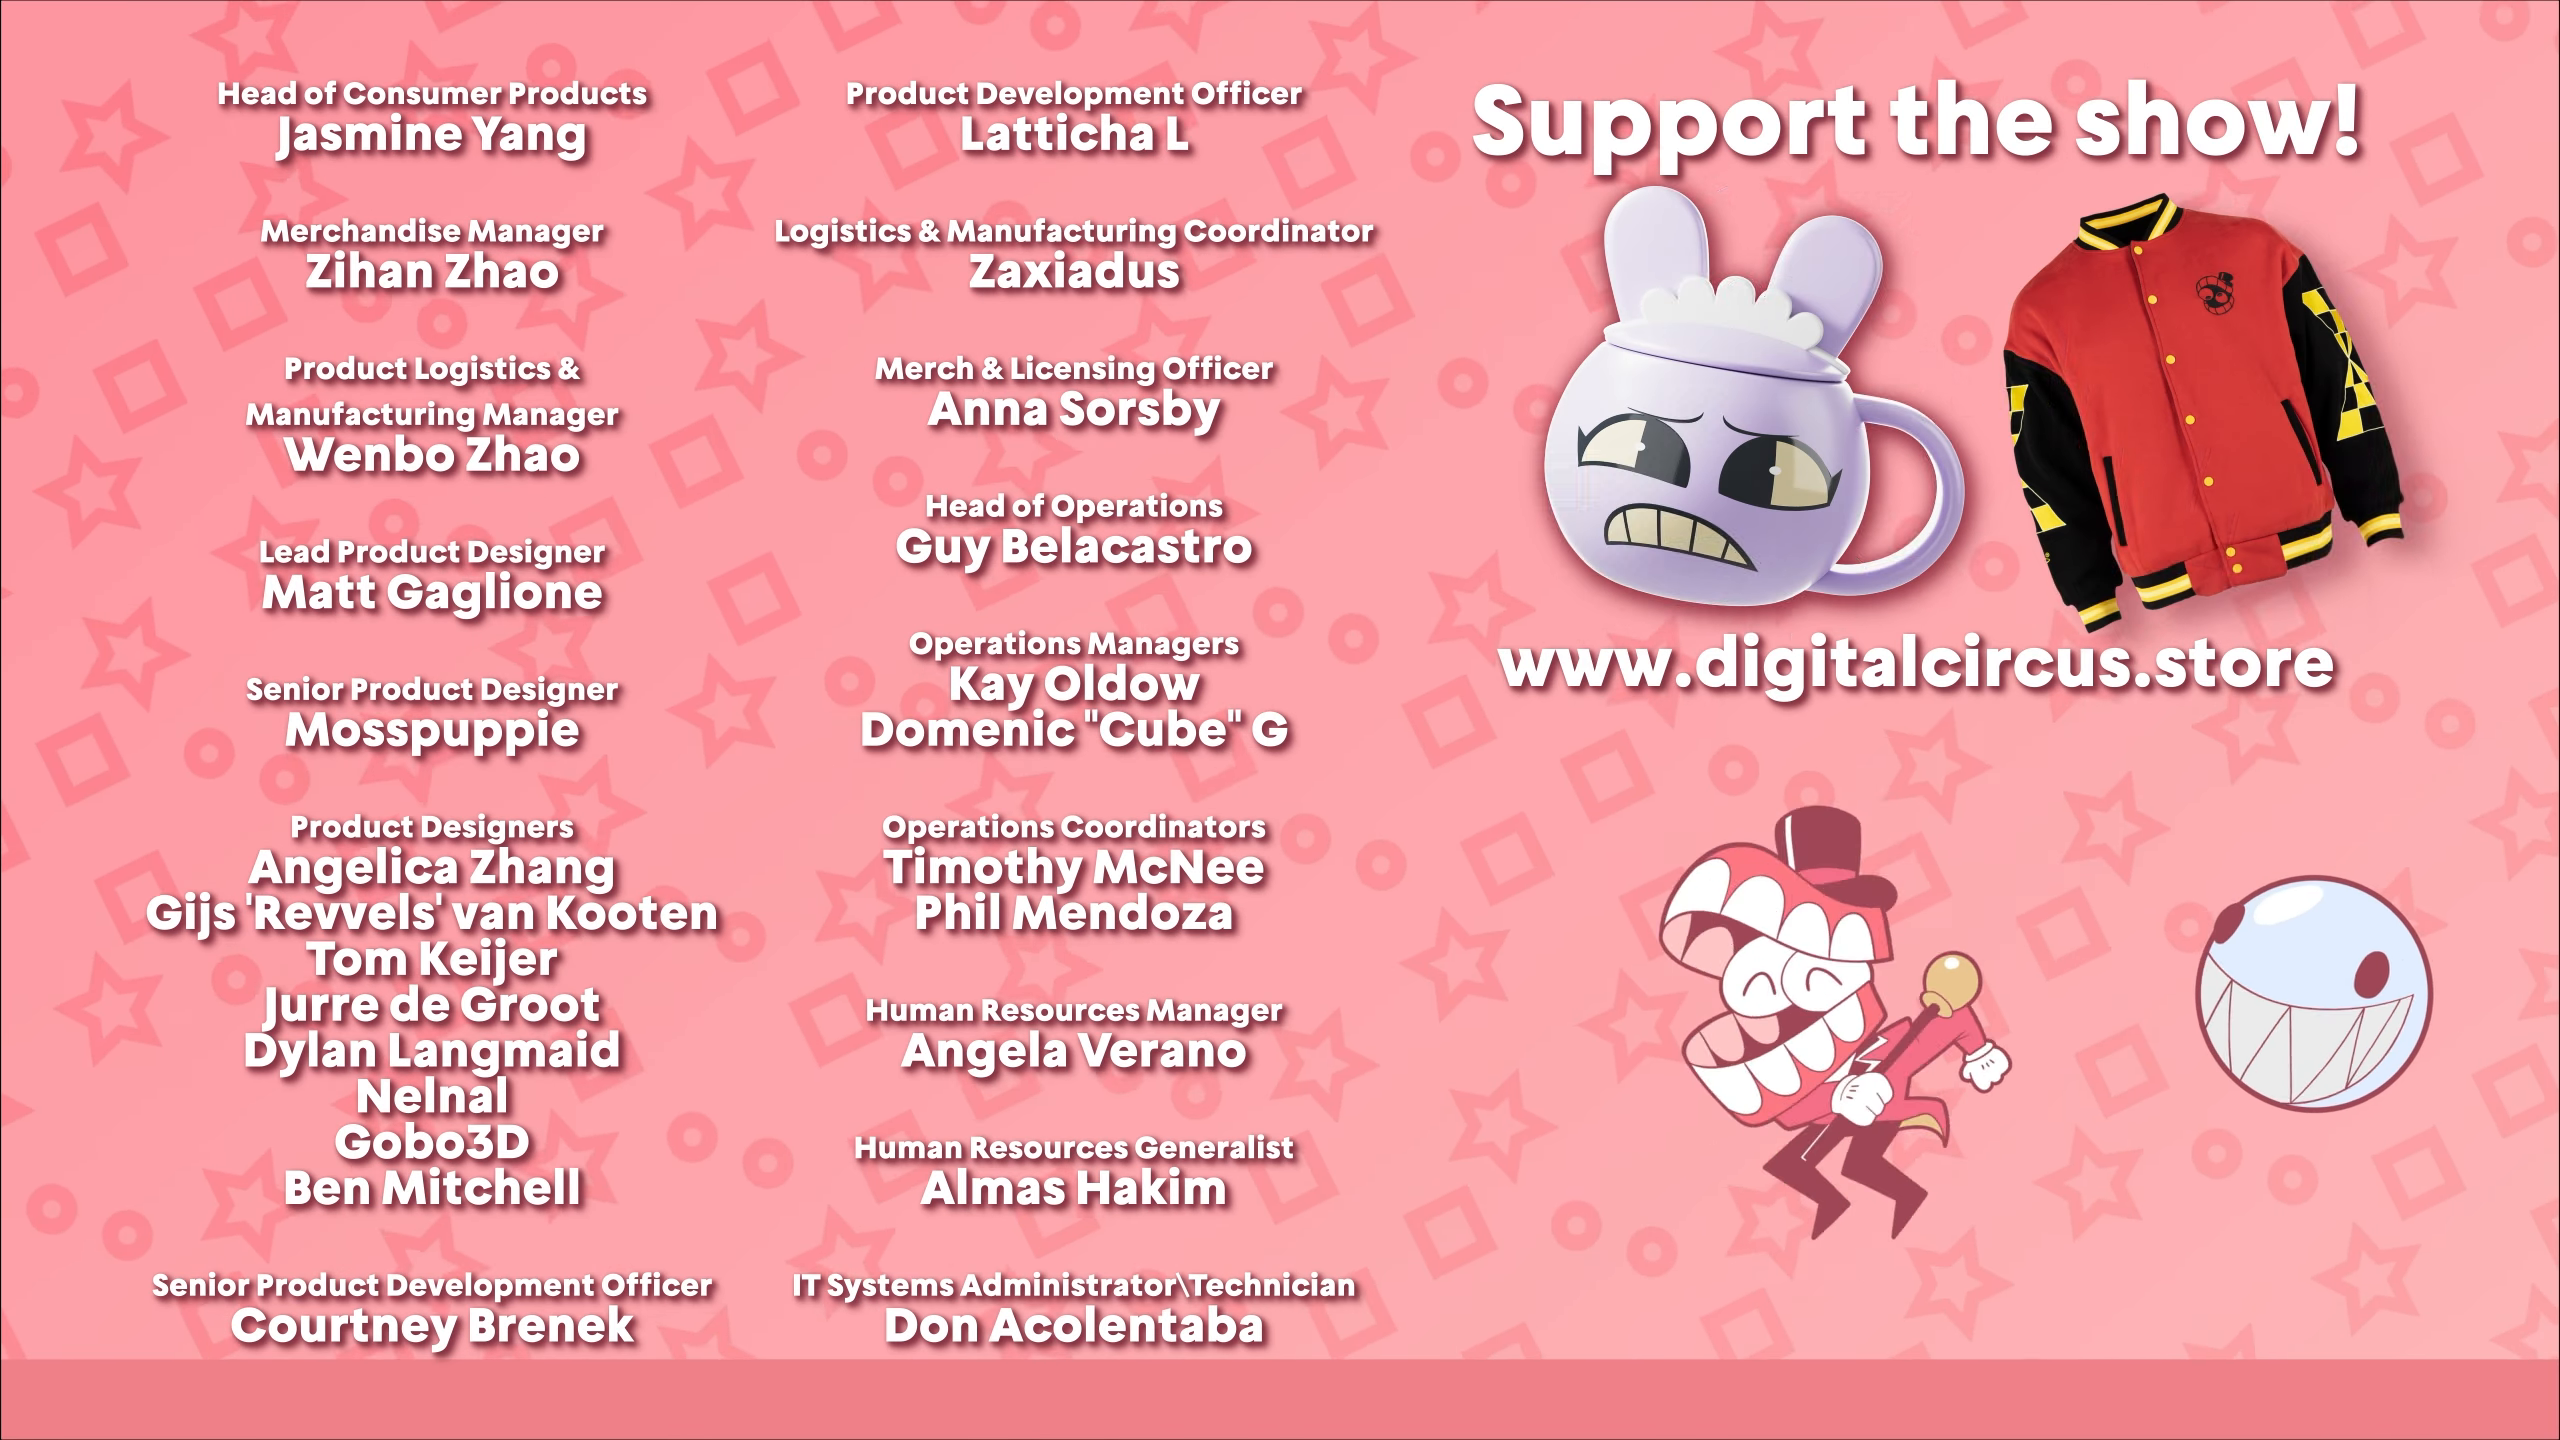 Head of Consumer Products
Jasmine Yang
Merchandise Manager
Zihan Zhao
Product Logistics &
Manufacturing Manager
Wenbo Zhao
Lead Product Designer
Matt Gaglione
Senior Product Designer
Mosspuppie
Product Designers
Angelica Zhang
Gijs 'Revvels' van Kooten
Tom Keijer
Jurre de Groot
Dylan Langmaid
Nelnal
Gobo3D
Ben Mitchell
Senior Product Development Officer
Courtney Brenek
Product Development Officer
Latticha L
Logistics & Manufacturing Coordinator
Zaxiadus
Merch & Licensing Officer
Anna Sorsby
Head of Operations
Guy Belacastro
Operations Managers
Kay Oldow
Domenic "Cube" G
Operations Coordinators
Timothy McNee
Phil Mendoza
Human Resources Manager
Angela Verano
Human Resources Generalist
Almas Hakim
IT Systems Administrator\Technician
Don Acolentaba
Support the show!
www.digitalcircus.store